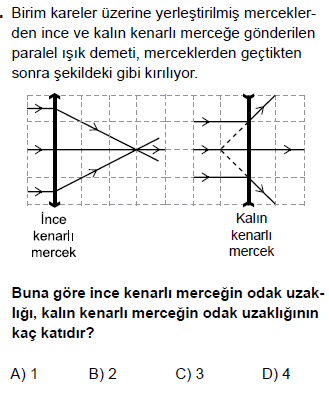 . Birim kareler üzerine yerleştirilmiş mercekler-
den ince ve kalın kenarlı merceğe gönderilen
paralel ışık demeti, merceklerden geçtikten
sonra şekildeki gibi kırılıyor.
İnce
kenarlı
mercek
Kalın
kenarlı
mercek
Buna göre ince kenarlı merceğin odak uzak-
lığı, kalın kenarlı merceğin odak uzaklığının
kaç katıdır?
A) 1 B) 2 C) 3 D) 4